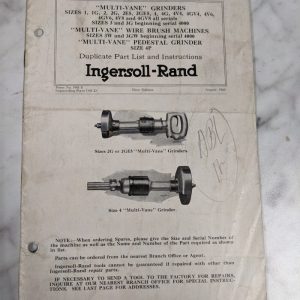 "MULTI-VANE" GRINDERS
SIZES 1, 1G, 2, 2G, 2ES, 2GES, 3, 4G, 4V4, 4GV4, 4V6,
4GV6, 4V8 and 4GV8 all serials
SIZES 3 and 3G beginning serial 4000
"MULTI-VANE" WIRE BRUSH MACHINES
SIZES 3W and 3GW beginning serial 4000
"MULTI-VANE" PEDESTAL GRINDER
SIZE 4P
Duplicate Part List and Instructions
Ingersoll-Rand
Sizes 2G or 2GES "Multi-Vane" Grinders.
Size 4 "Multi-Vane" Grinder.
NOTE:—When ordering Spares, please give the Size and Serial Number of
the machine as well as the Name and Number of the Part required as shown
in list.
Parts can be ordered from the nearest Branch Office or Agent.
Ingersoll-Rand tools cannot be guaranteed if repaired with other than
Ingersoll-Rand repair parts.
IF NECESSARY TO SEND A TOOL TO THE FACTORY FOR REPAIRS,
INQUIRE AT OUR NEAREST BRANCH OFFICE FOR SPECIAL INSTRUC-
TIONS. SEE LAST PAGE FOR ADDRESSES.